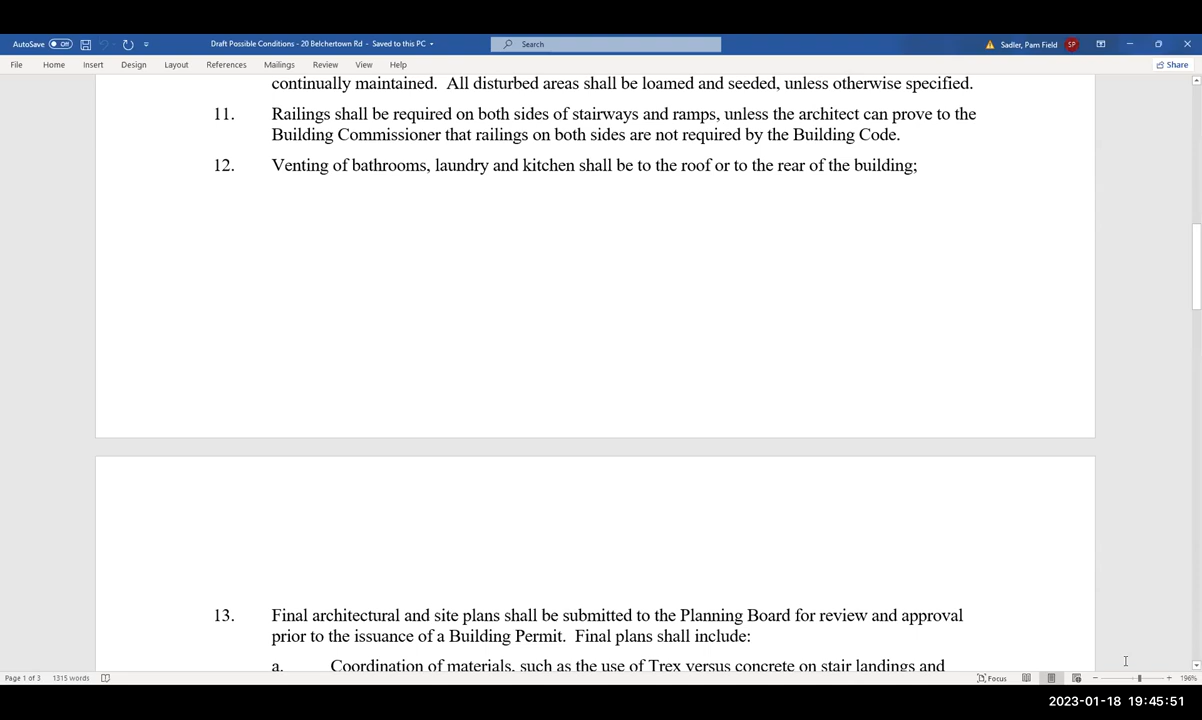 AutoSave Off Draft Possible Conditions - 20 Belchertown Rd - Saved to this PC Search Sadler, Pam Field SP
File Home Insert Design Layout References Mailings Review View Help Share
continually maintained. All disturbed areas shall be loamed and seeded, unless otherwise specified.
11. Railings shall be required on both sides of stairways and ramps, unless the architect can prove to the
Building Commissioner that railings on both sides are not required by the Building Code.
12. Venting of bathrooms, laundry and kitchen shall be to the roof or to the rear of the building;
13. Final architectural and site plans shall be submitted to the Planning Board for review and approval
prior to the issuance of a Building Permit. Final plans shall include:
a. Coordination of materials, such as the use of Trex versus concrete on stair landings and
Page 1 of 3 1315 words Focus 196%
2023-01-18 19:45:51